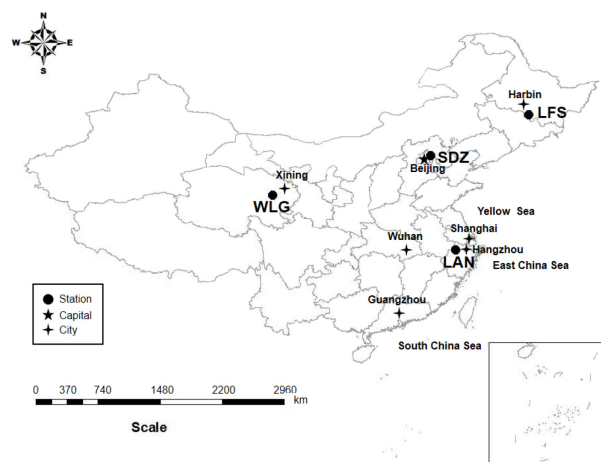 N
W E
S
Harbin
LFS
SDZ
Beijing
Xining
WLG
Yellow Sea
Shanghai
Wuhan
Hangzhou
LAN
East China Sea
Guangzhou
South China Sea
Station
Capital
City
0 370 740 1480 2200 2960
km
Scale